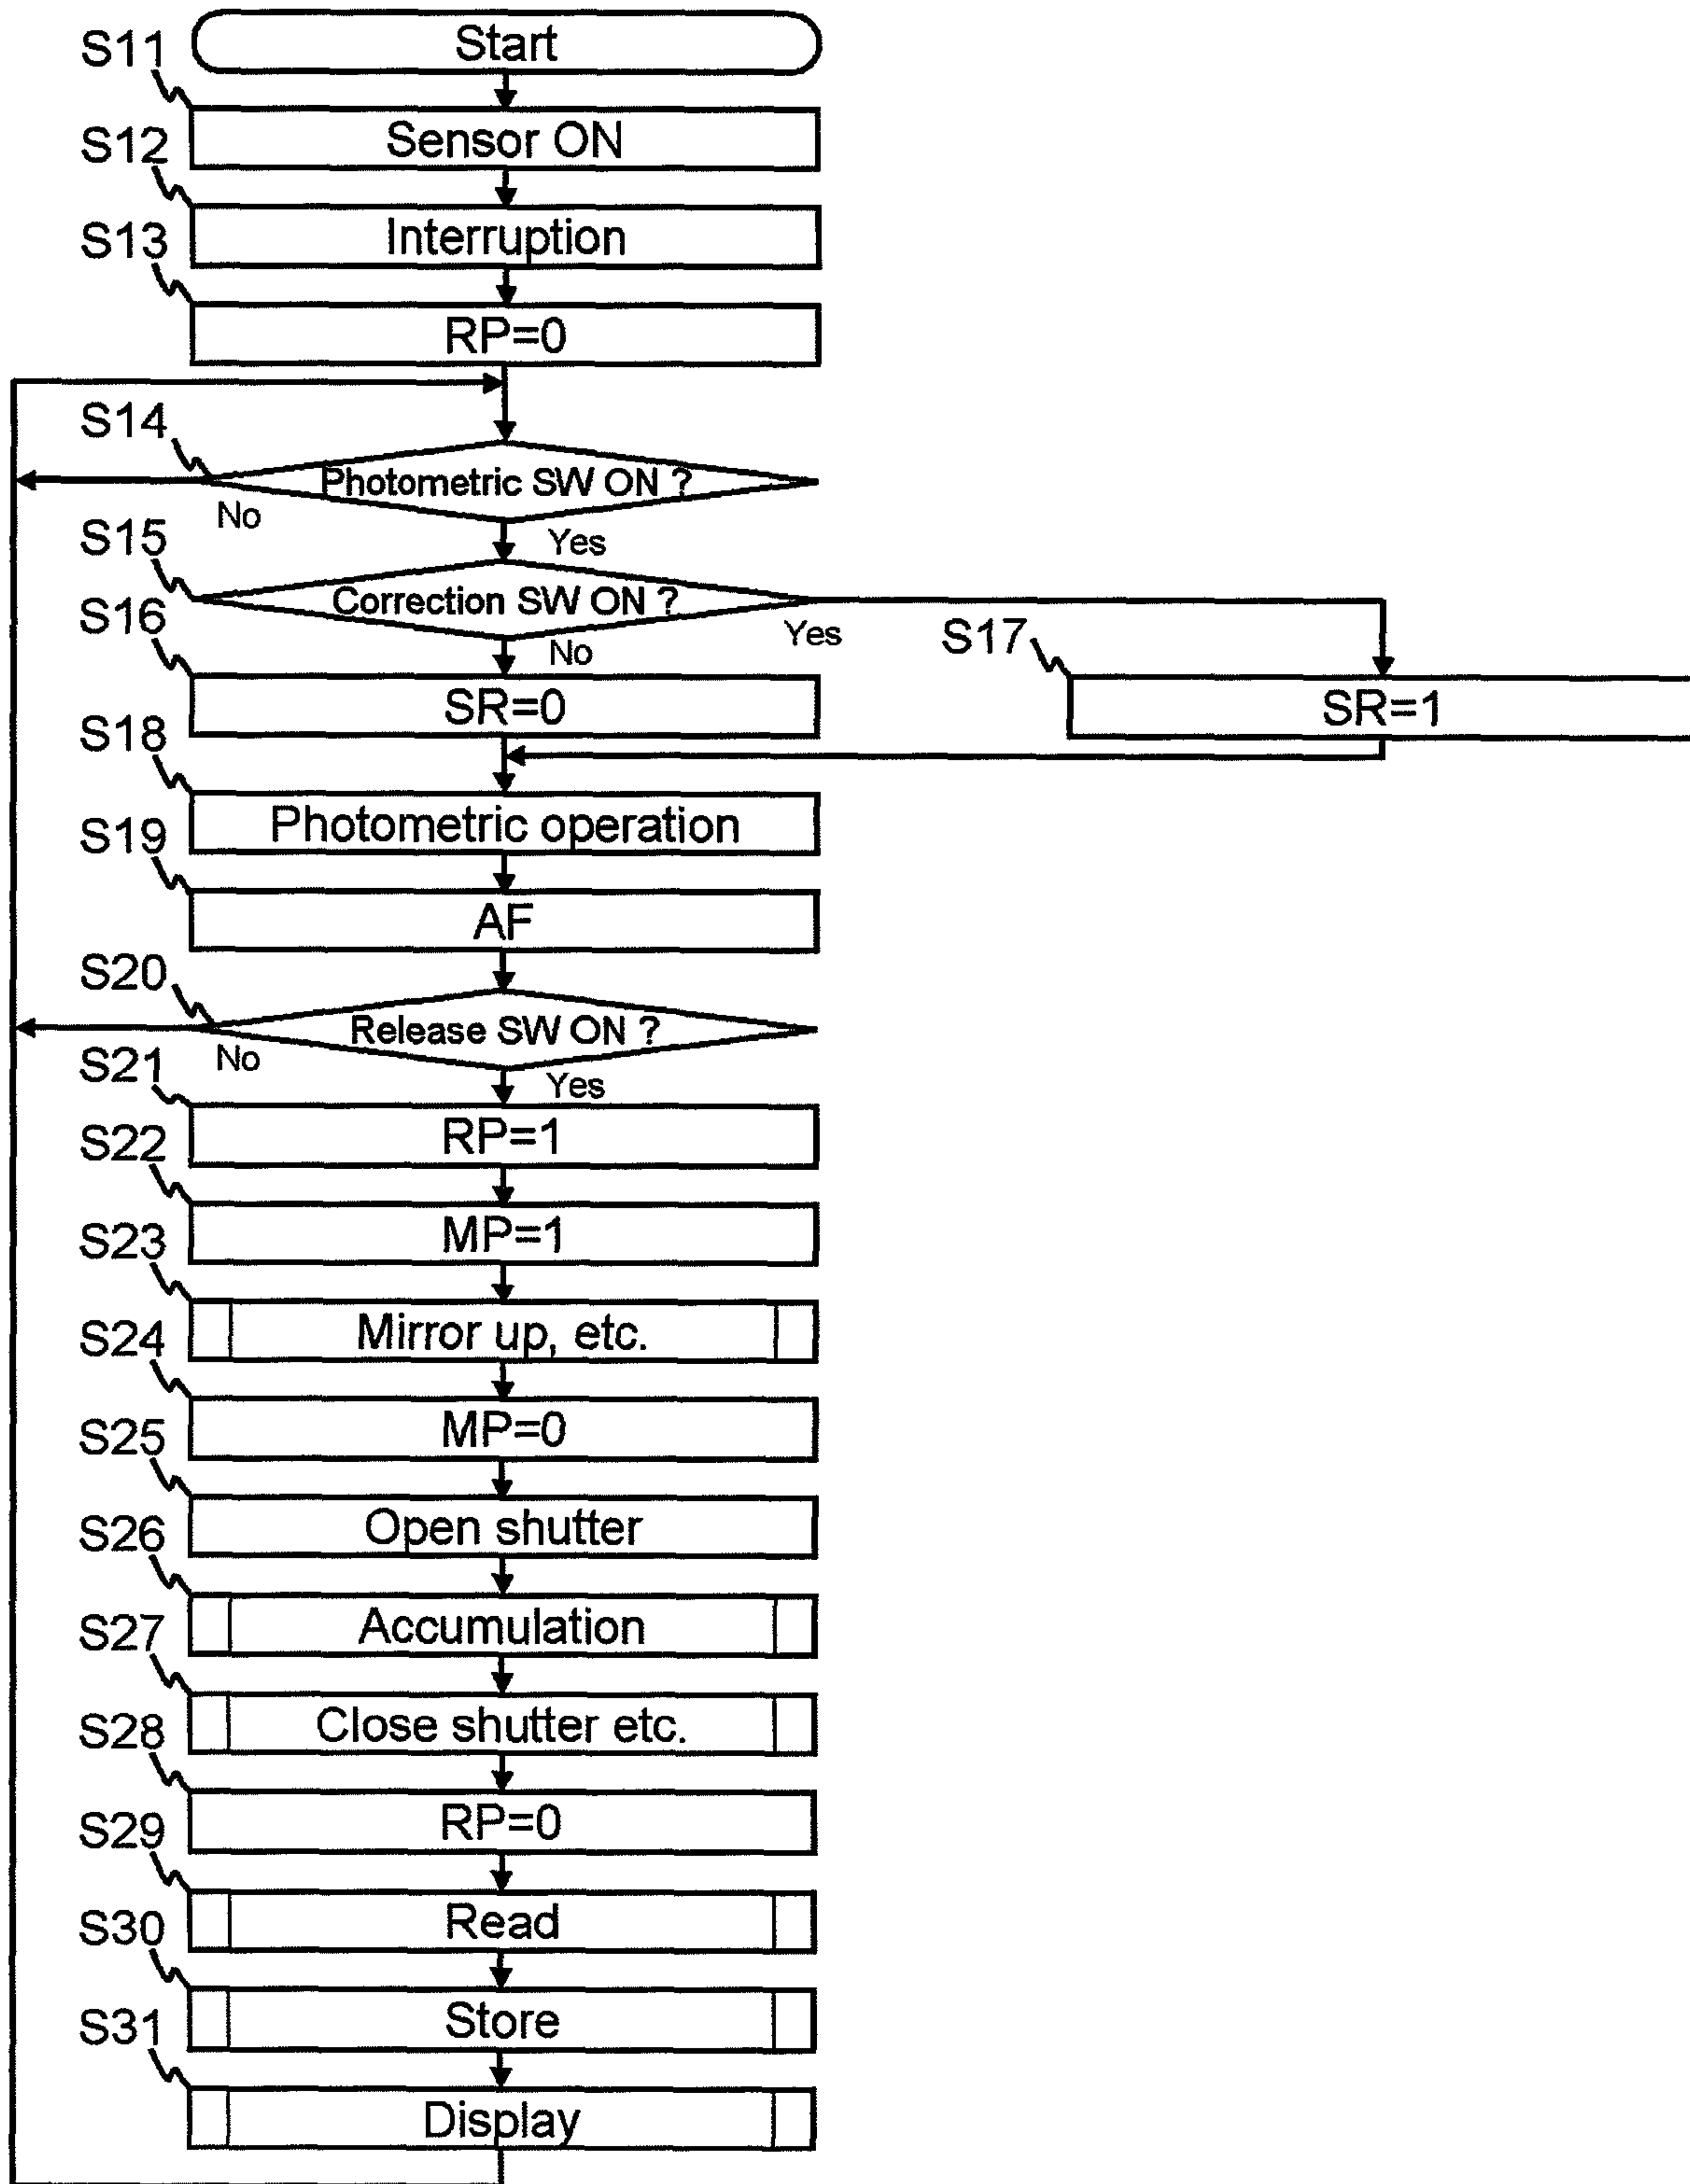 Start
S11
Sensor ON
S12
Interruption
S13
RP=0
S14
Photometric SW ON ?
No
Yes
S15
Correction SW ON ?
Yes
No
S16
SR=0
S17
SR=1
S18
Photometric operation
S19
AF
S20
Release SW ON ?
No
Yes
S21
RP=1
S22
MP=1
S23
Mirror up, etc.
S24
MP=0
S25
Open shutter
S26
Accumulation
S27
Close shutter etc.
S28
RP=0
S29
Read
S30
Store
S31
Display